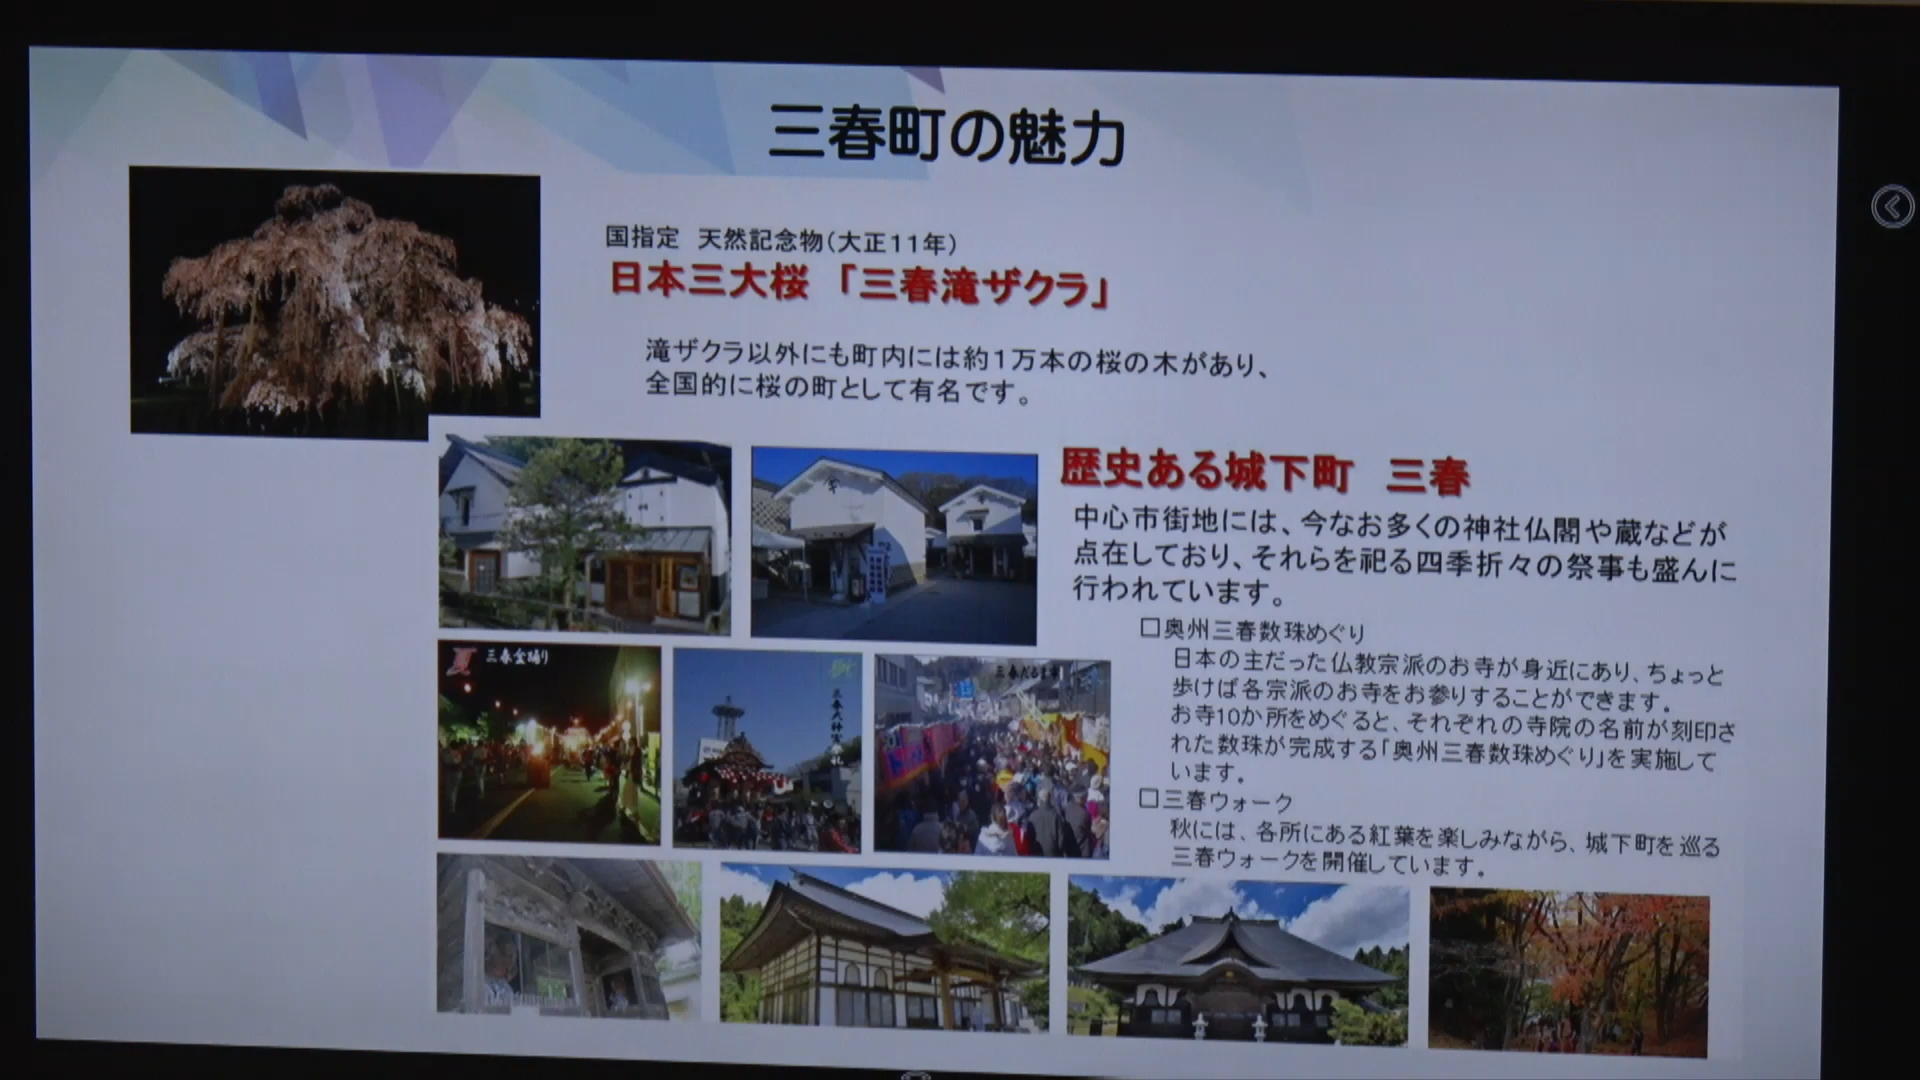 三春町の魅力
国指定　天然記念物(大正11年)
日本三大桜　「三春滝ザクラ」
滝ザクラ以外にも町内には約1万本の桜の木があり、
全国的に桜の町として有名です。
歴史ある城下町　三春
中心市街地には、今なお多くの神社仏閣や蔵などが
点在しており、それらを祀る四季折々の祭事も盛んに
行われています。
□奥州三春数珠めぐり
日本の主だった仏教宗派のお寺が身近にあり、ちょっと
歩けば各宗派のお寺をお参りすることができます。
お寺10か所をめぐると、それぞれの寺院の名前が刻印さ
れた数珠が完成する「奥州三春数珠めぐり」を実施して
います。
□三春ウォーク
秋には、各所にある紅葉を楽しみながら、城下町を巡る
三春ウォークを開催しています。
夏 三春盆踊り
三春だるま市